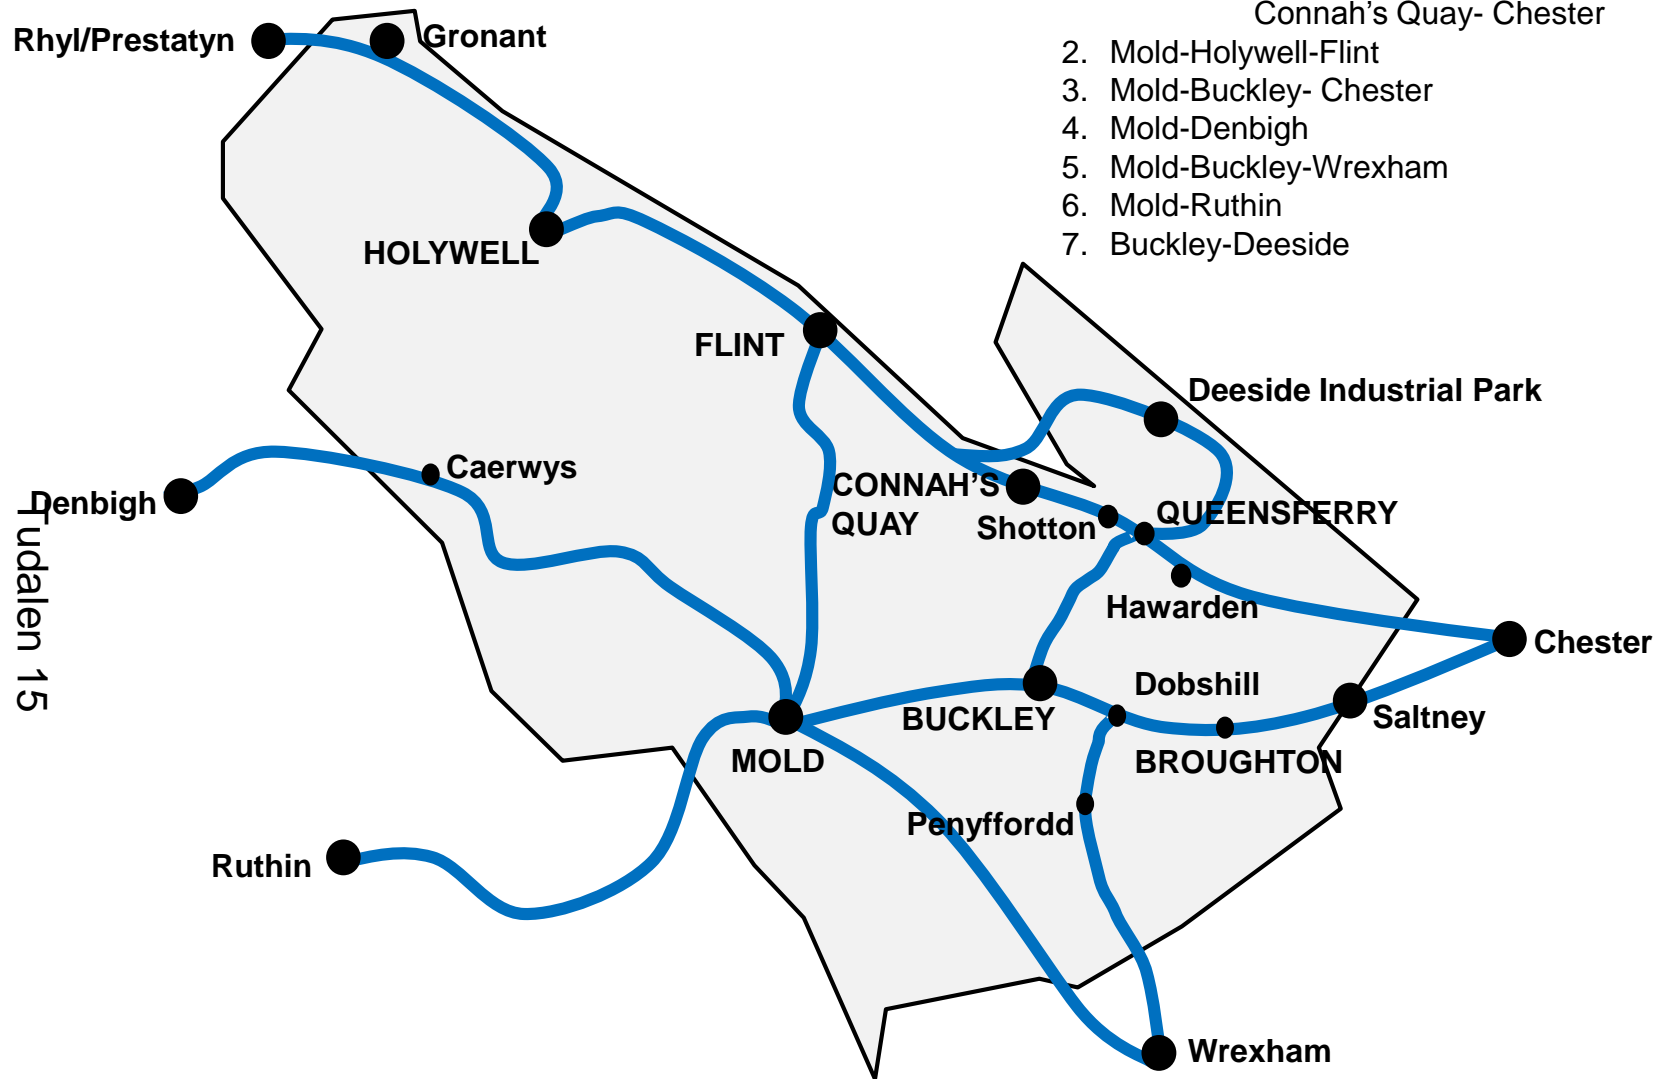 Connah's Quay- Chester
2. Mold-Holywell-Flint
3. Mold-Buckley- Chester
4. Mold-Denbigh
5. Mold-Buckley-Wrexham
6. Mold-Ruthin
7. Buckley-Deeside
Rhyl/Prestatyn
Gronant
HOLYWELL
FLINT
Deeside Industrial Park
Caerwys
Denbigh
CONNAH'S
QUAY
Shotton
QUEENSFERRY
Hawarden
Chester
Dobshill
BUCKLEY
Saltney
MOLD
BROUGHTON
Penyffordd
Ruthin
Wrexham
Tudalen 15